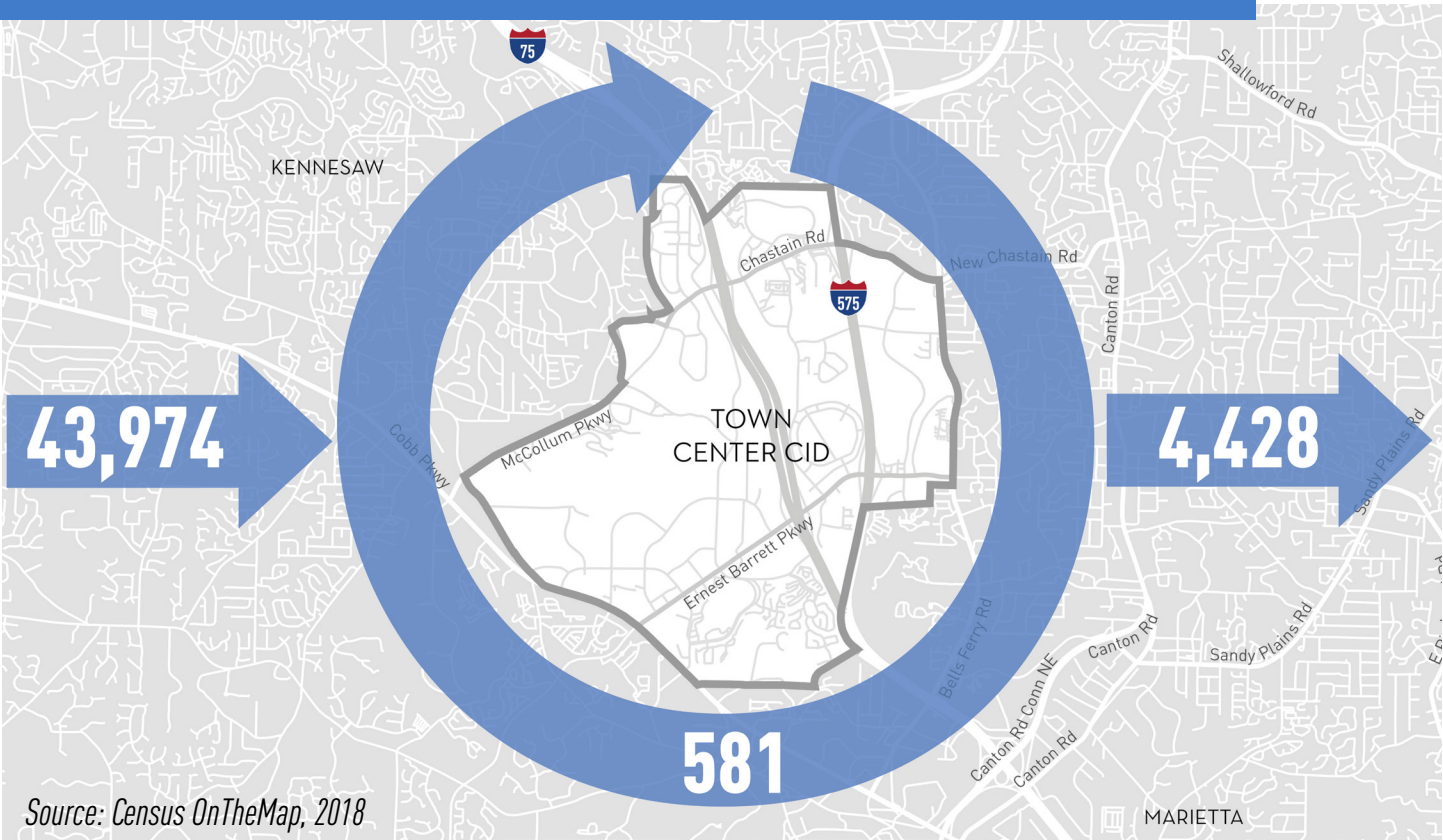 75
Shallowford Rd
KENNESAW
Chastain Rd
New Chastain Rd
575
Canton Rd
43,974
Cobb Pkwy
McCollum Pkwy
TOWN
CENTER CID
4,428
Sandy Plains Rd
Ernest Barrett Pkwy
Bells Ferry Rd
Canton Rd
Sandy Plains Rd
Canton Rd Conn NE
Canton Rd
581
Source: Census OnTheMap, 2018
MARIETTA